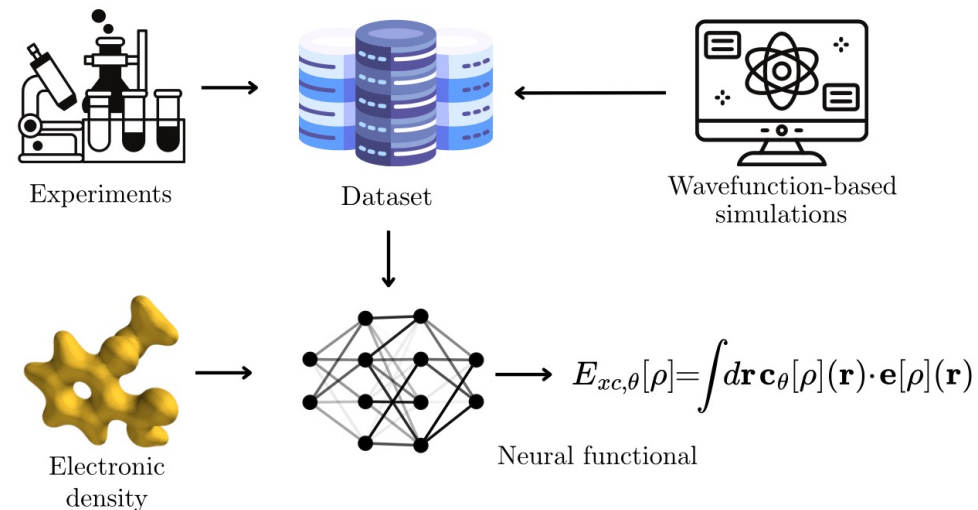 Experiments
Dataset
Wavefunction-based
simulations
E_{xc,θ}[ρ]=∫d𝐫 𝐜_θ[ρ](𝐫)·𝐞[ρ](𝐫)
Neural functional
Electronic
density